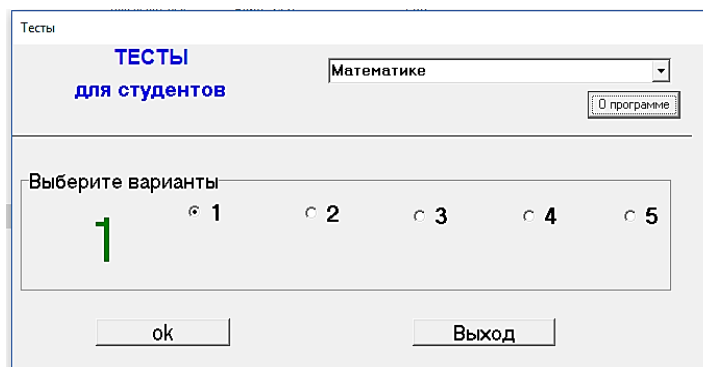 Тесты
ТЕСТЫ
для студентов
Математике
О программе
Выберите варианты
1
1 2 3 4 5
ok
Выход